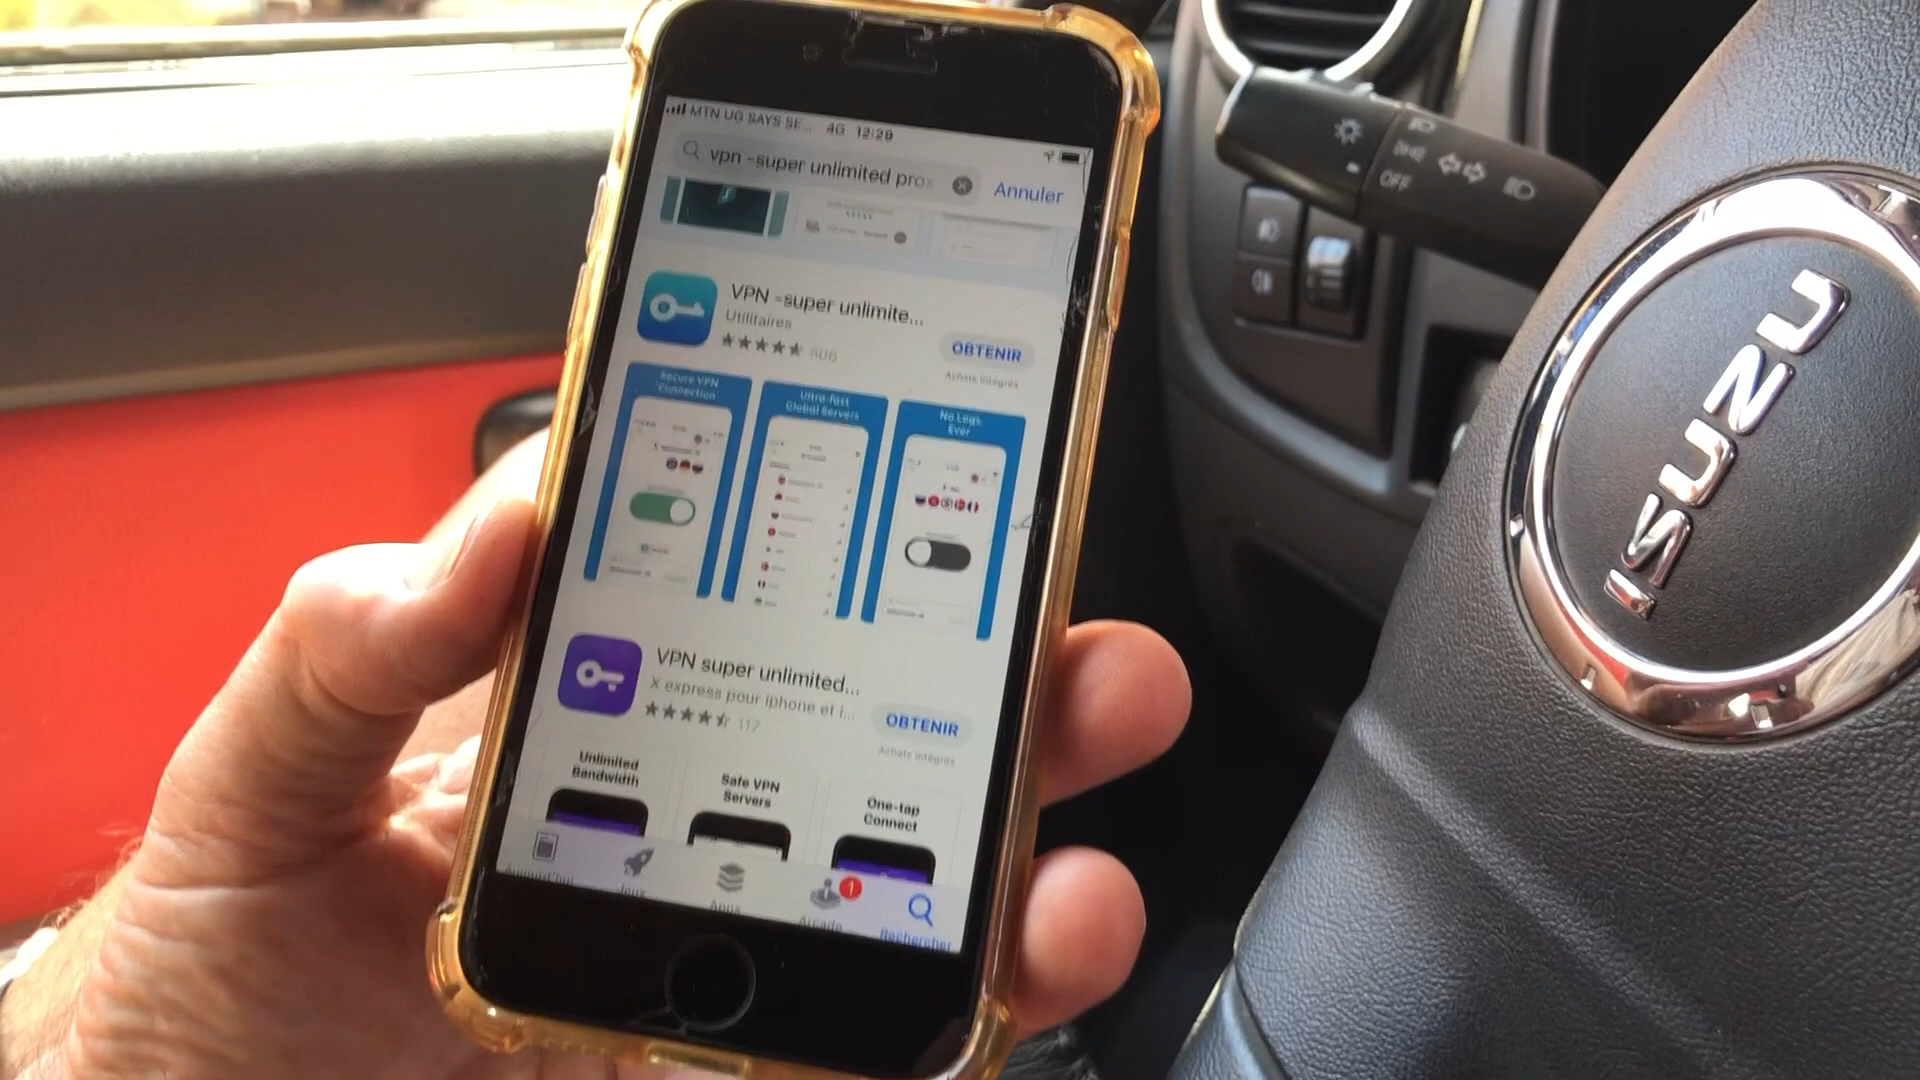 MTN UG SAYS SE... 4G 12:29
vpn -super unlimited prox
Annuler
VPN -super unlimite...
Utilitaires
506
OBTENIR
Achats intégrés
Secure VPN
Connection
Ultra-fast
Global Servers
No Logs
Ever
VPN super unlimited...
X express pour iphone et i...
117
OBTENIR
Achats intégrés
Unlimited
Bandwidth
Safe VPN
Servers
One-tap
Connect
Aujourd'hui
Jeux
Apps
Arcade
1
Rechercher
OFF
ISUZU